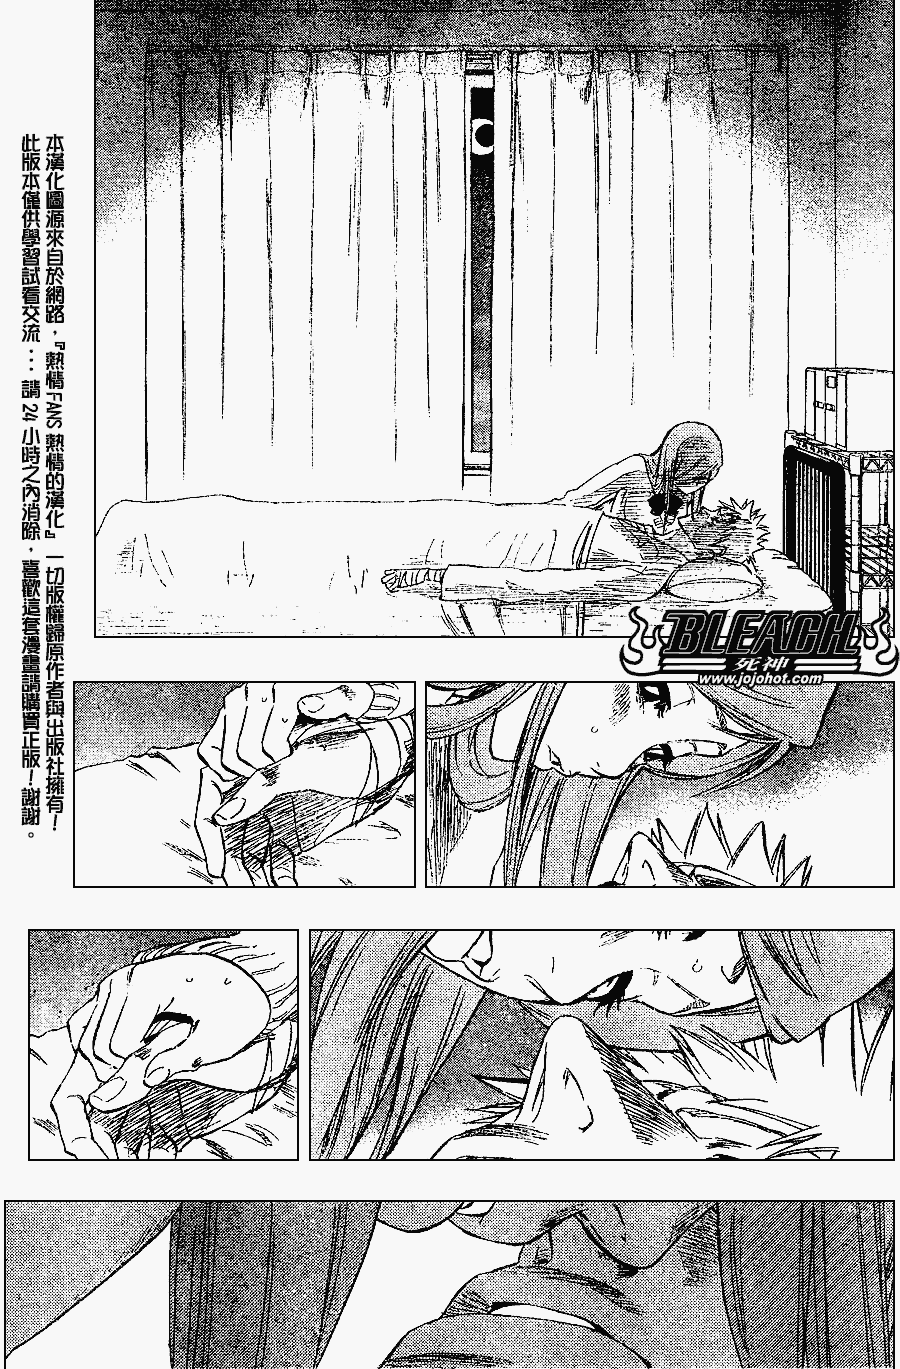 本漢化圖源來自於網路，『熱情FANS熱情的漢化』一切版權歸原作者與出版社擁有！
此版本僅供學習試看交流… 請24小時之內消除，喜歡這套漫畫請購買正版！謝謝。
BLEACH
死神
www.jojohot.com